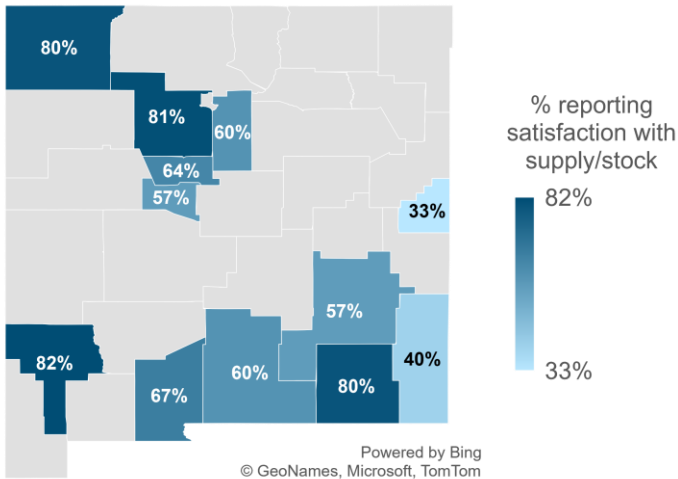 80%
% reporting
satisfaction with
supply/stock
81%
60%
64%
57%
82%
33%
57%
82%
40%
60%
67%
80%
33%
Powered by Bing
© GeoNames, Microsoft, TomTom